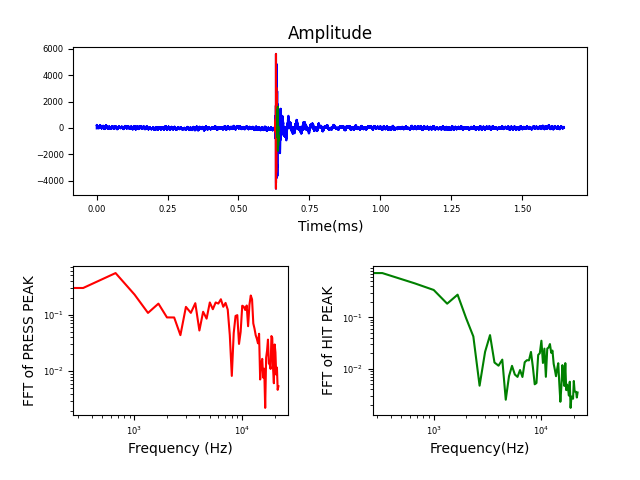 Amplitude
6000
4000
2000
0
−2000
−4000
0.00 0.25 0.50 0.75 1.00 1.25 1.50
Time(ms)
FFT of PRESS PEAK
10⁻¹
10⁻²
10³ 10⁴
Frequency (Hz)
FFT of HIT PEAK
10⁻¹
10⁻²
10³ 10⁴
Frequency(Hz)